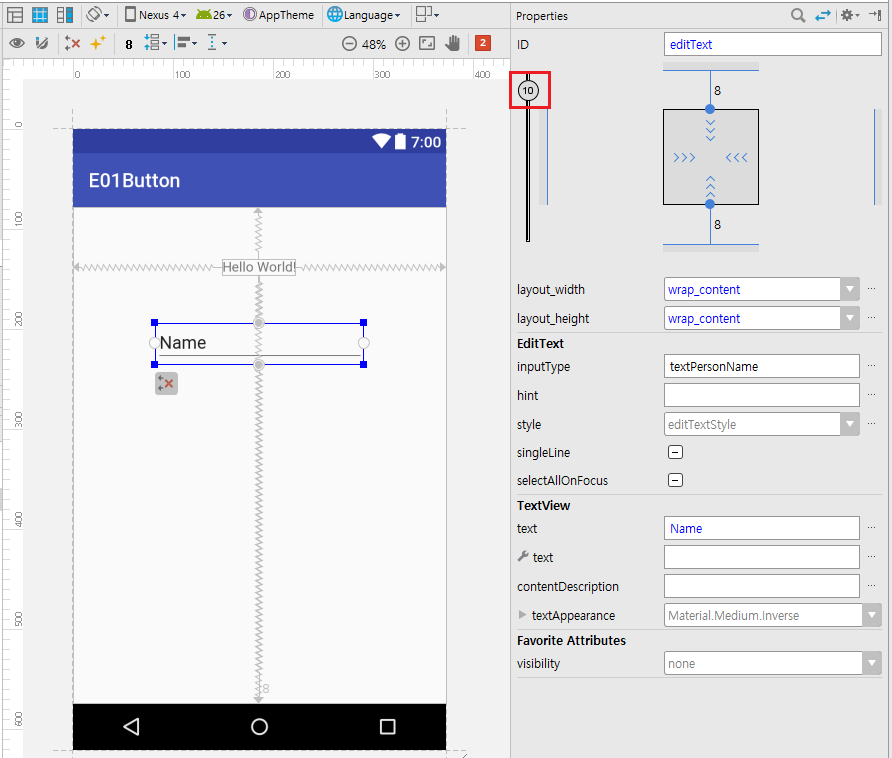 Nexus 4 26 AppTheme Language
8 48% 2
0 100 200 300 400
0
100
200
300
400
500
600
7:00
E01Button
Hello World!
Name
8
Properties
ID editText
10
8
8
layout_width wrap_content ...
layout_height wrap_content ...
EditText
inputType textPersonName ...
hint ...
style editTextStyle ...
singleLine
selectAllOnFocus
TextView
text Name ...
text ...
contentDescription ...
textAppearance Material.Medium.Inverse
Favorite Attributes
visibility none